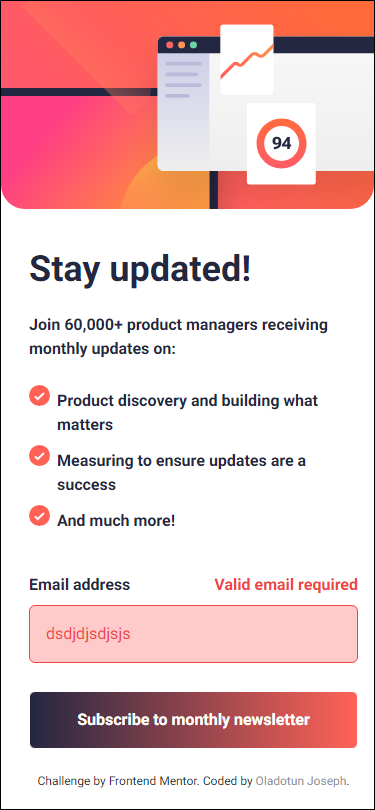 94
Stay updated!
Join 60,000+ product managers receiving
monthly updates on:
Product discovery and building what
matters
Measuring to ensure updates are a
success
And much more!
Email address Valid email required
dsdjdjsdjsjs
Subscribe to monthly newsletter
Challenge by Frontend Mentor. Coded by Oladotun Joseph.